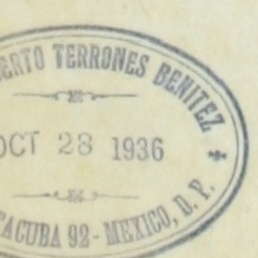 ERTO TERRONES BENITEZ
OCT 28 1936
TACUBA 92 - MEXICO, D. F.